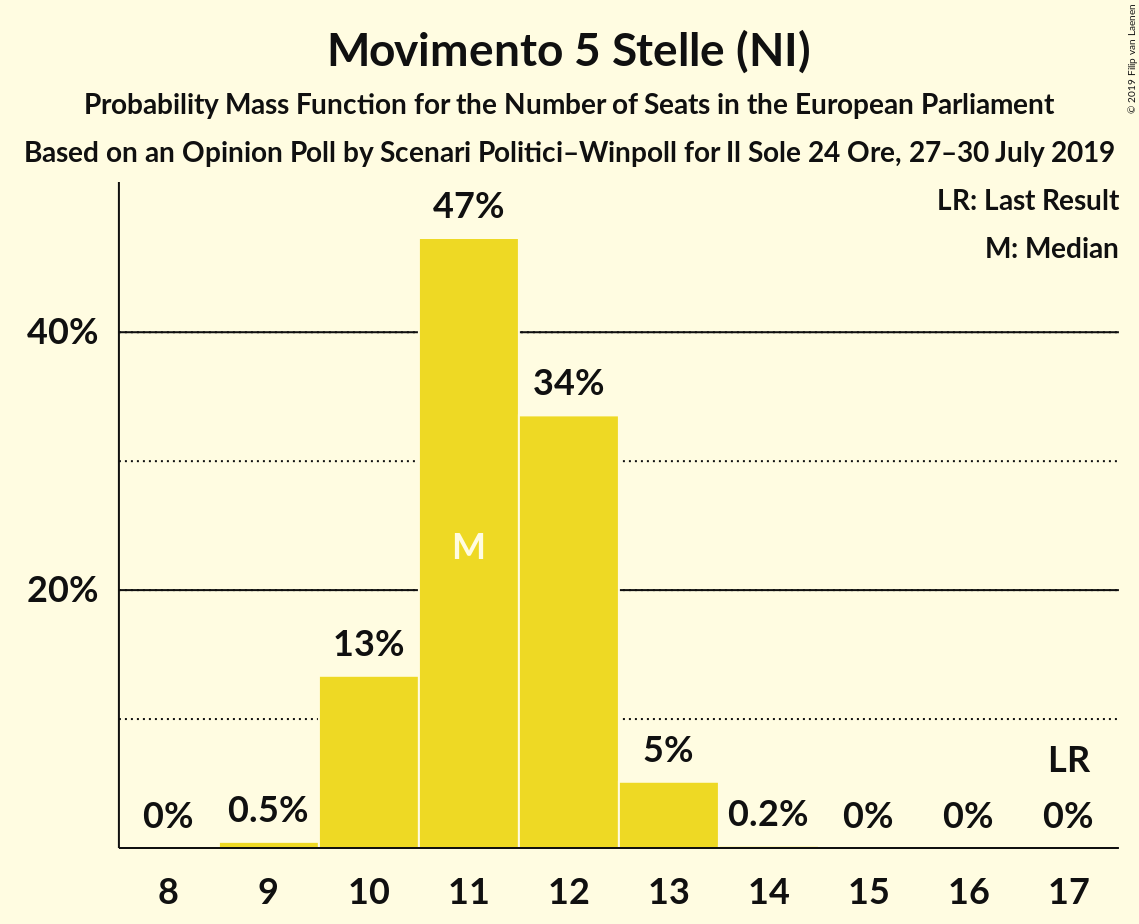 Movimento 5 Stelle (NI)
Probability Mass Function for the Number of Seats in the European Parliament
Based on an Opinion Poll by Scenari Politici–Winpoll for Il Sole 24 Ore, 27–30 July 2019
© 2019 Filip van Laenen
LR: Last Result
M: Median
40%
20%
0%
0.5%
13%
47%
M
34%
5%
0.2%
0%
0%
LR
0%
8
9
10
11
12
13
14
15
16
17